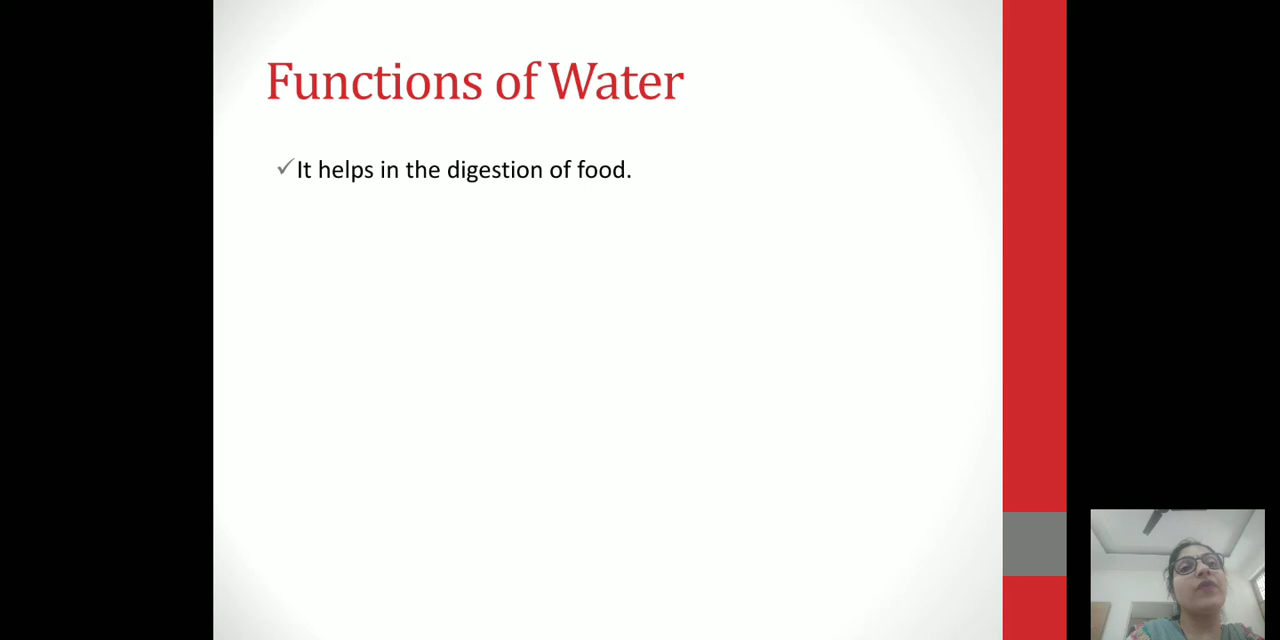 Functions of Water
✓It helps in the digestion of food.